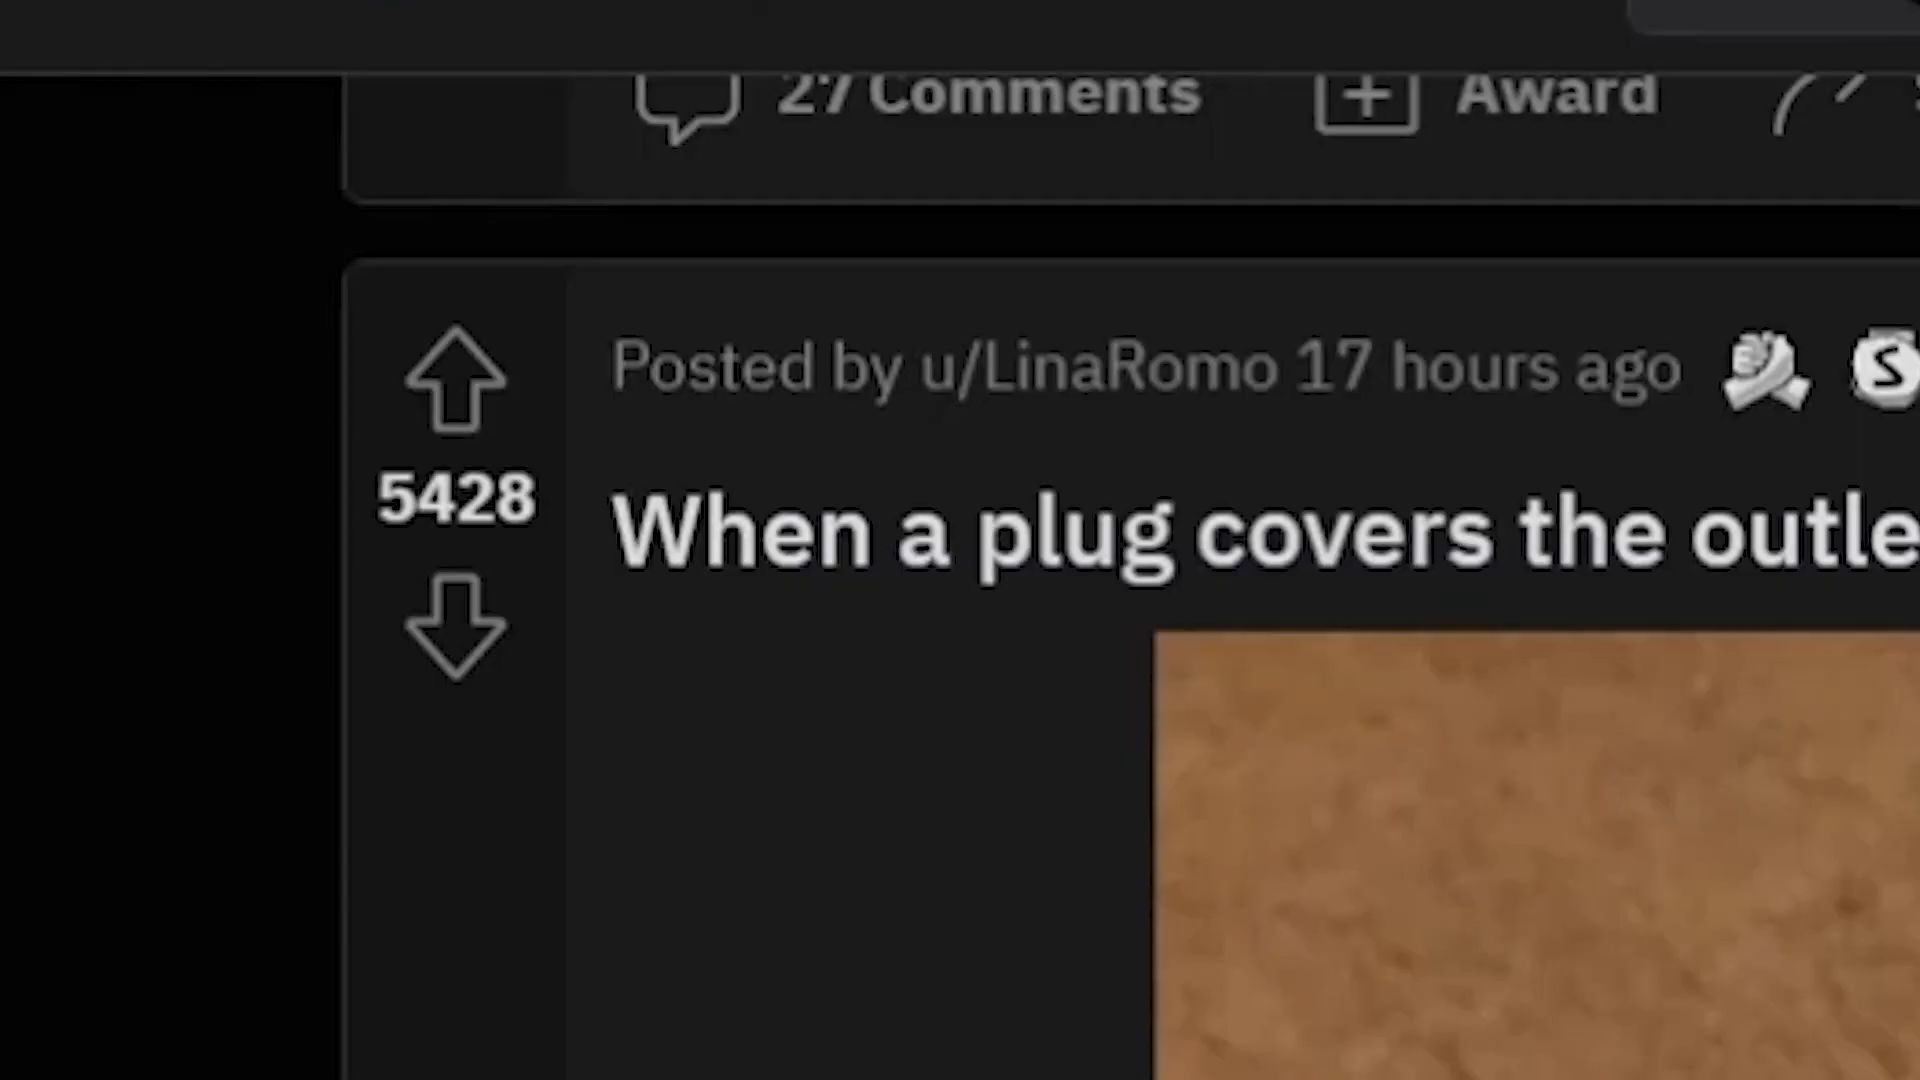 27 Comments Award
Posted by u/LinaRomo 17 hours ago
5428
When a plug covers the outle